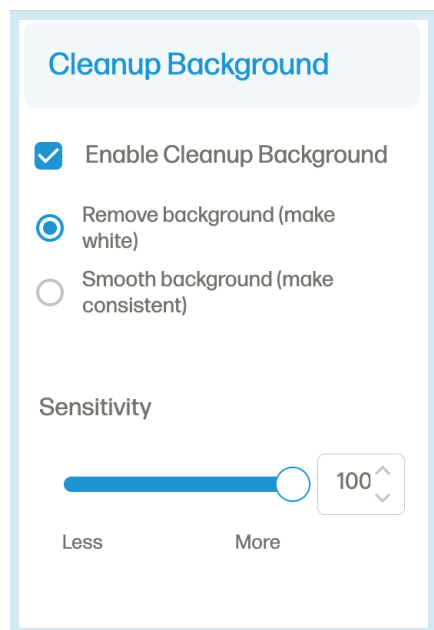 Cleanup Background
Enable Cleanup Background
Remove background (make
white)
Smooth background (make
consistent)
Sensitivity
100
Less More